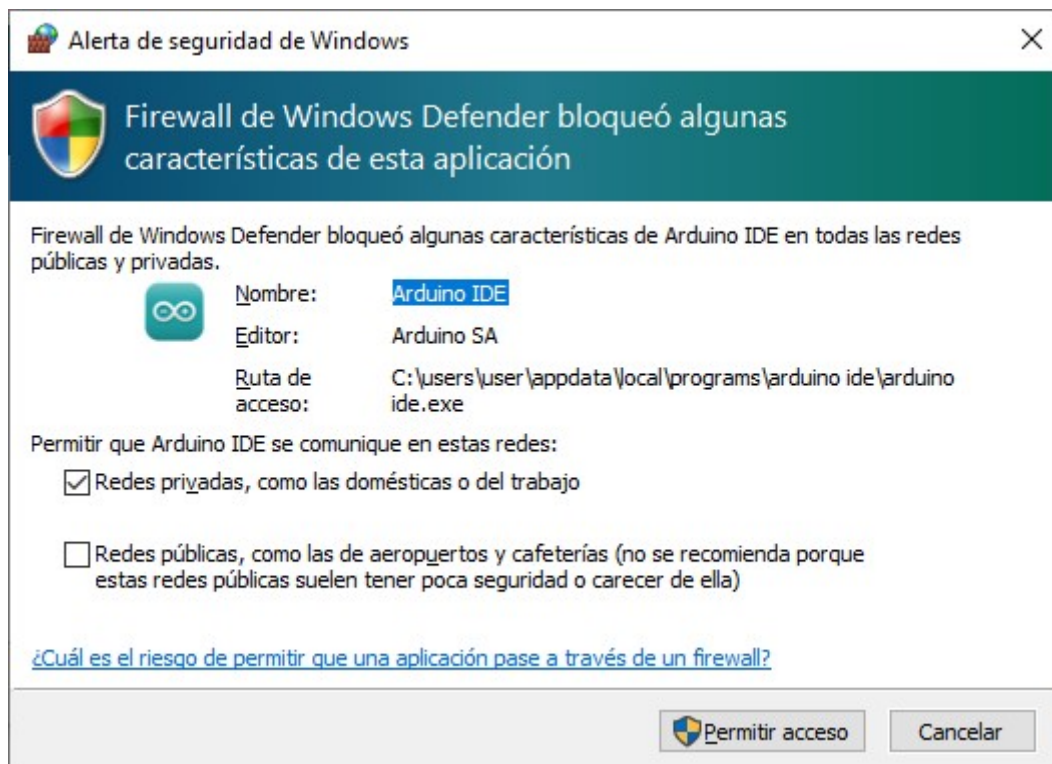 Alerta de seguridad de Windows
Firewall de Windows Defender bloqueó algunas
características de esta aplicación
Firewall de Windows Defender bloqueó algunas características de Arduino IDE en todas las redes
públicas y privadas.
Nombre: Arduino IDE
Editor: Arduino SA
Ruta de C:\users\user\appdata\local\programs\arduino ide\arduino
acceso: ide.exe
Permitir que Arduino IDE se comunique en estas redes:
Redes privadas, como las domésticas o del trabajo
Redes públicas, como las de aeropuertos y cafeterías (no se recomienda porque
estas redes públicas suelen tener poca seguridad o carecer de ella)
¿Cuál es el riesgo de permitir que una aplicación pase a través de un firewall?
Permitir acceso Cancelar